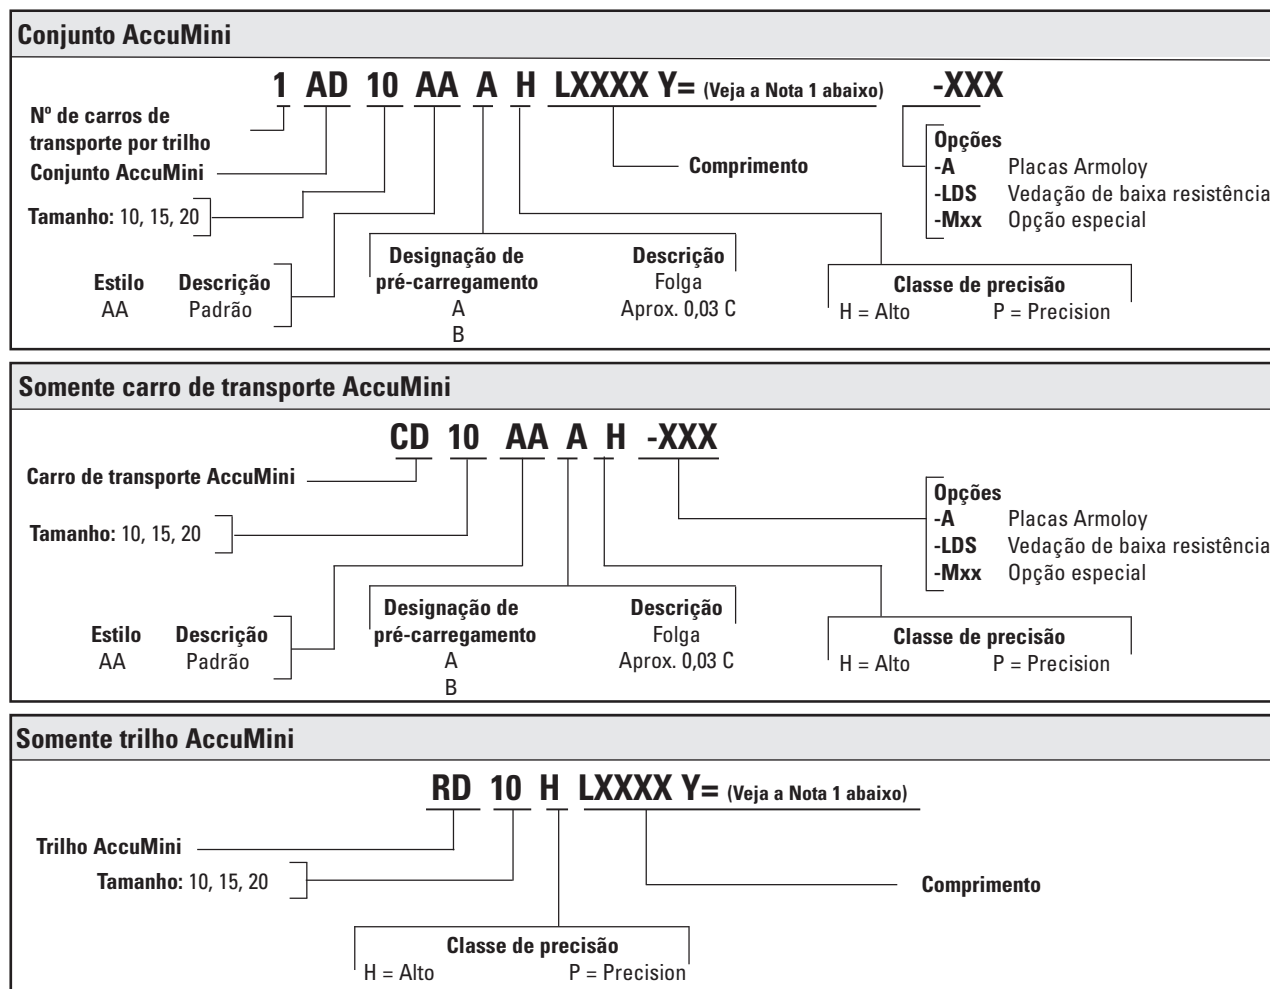 Conjunto AccuMini
1 AD 10 AA A H LXXXX Y= (Veja a Nota 1 abaixo) -XXX
Nº de carros de
transporte por trilho
Conjunto AccuMini
Comprimento
Opções
-A Placas Armoloy
-LDS Vedação de baixa resistência
-Mxx Opção especial
Tamanho: 10, 15, 20
Estilo Descrição
AA Padrão
Designação de
pré-carregamento Descrição
A Folga
B Aprox. 0,03 C
Classe de precisão
H = Alto P = Precision
Somente carro de transporte AccuMini
CD 10 AA A H -XXX
Carro de transporte AccuMini
Opções
-A Placas Armoloy
-LDS Vedação de baixa resistência
-Mxx Opção especial
Tamanho: 10, 15, 20
Estilo Descrição
AA Padrão
Designação de
pré-carregamento Descrição
A Folga
B Aprox. 0,03 C
Classe de precisão
H = Alto P = Precision
Somente trilho AccuMini
RD 10 H LXXXX Y= (Veja a Nota 1 abaixo)
Trilho AccuMini
Tamanho: 10, 15, 20
Comprimento
Classe de precisão
H = Alto P = Precision